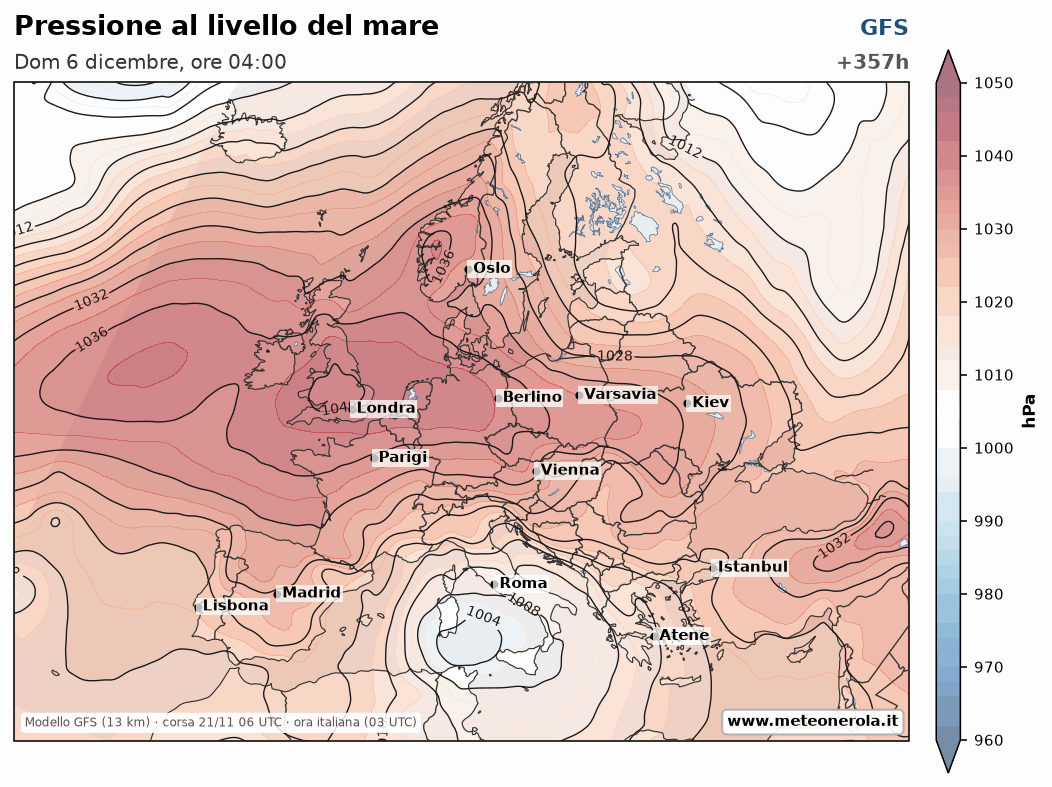 Pressione al livello del mare
GFS
Dom 6 dicembre, ore 04:00
+357h
1012
12
1036
Oslo
1032
1036
1028
104
Londra
Berlino
Varsavia
Kiev
Parigi
Vienna
1032
Istanbul
Roma
1008
1004
Madrid
Lisbona
Atene
Modello GFS (13 km) · corsa 21/11 06 UTC · ora italiana (03 UTC)
www.meteonerola.it
1050
1040
1030
1020
1010
1000
990
980
970
960
hPa